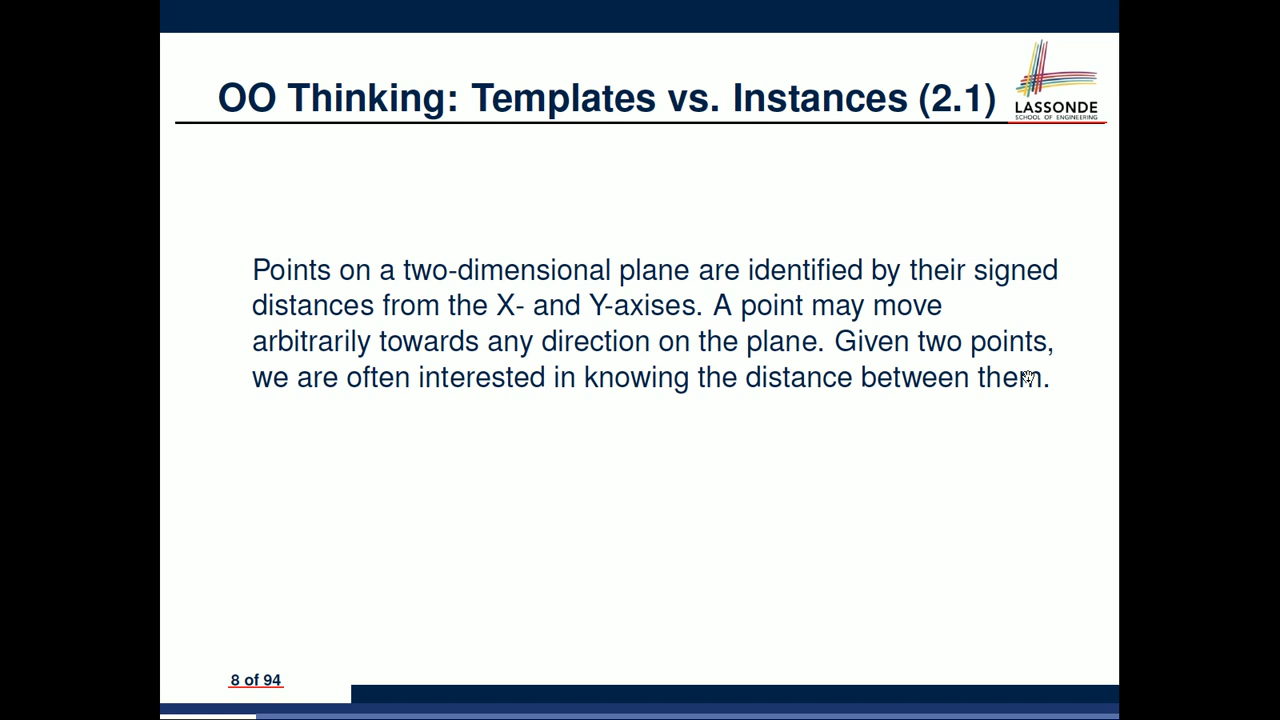 OO Thinking: Templates vs. Instances (2.1)
LASSONDE
SCHOOL OF ENGINEERING
Points on a two-dimensional plane are identified by their signed
distances from the X- and Y-axises. A point may move
arbitrarily towards any direction on the plane. Given two points,
we are often interested in knowing the distance between them.
8 of 94